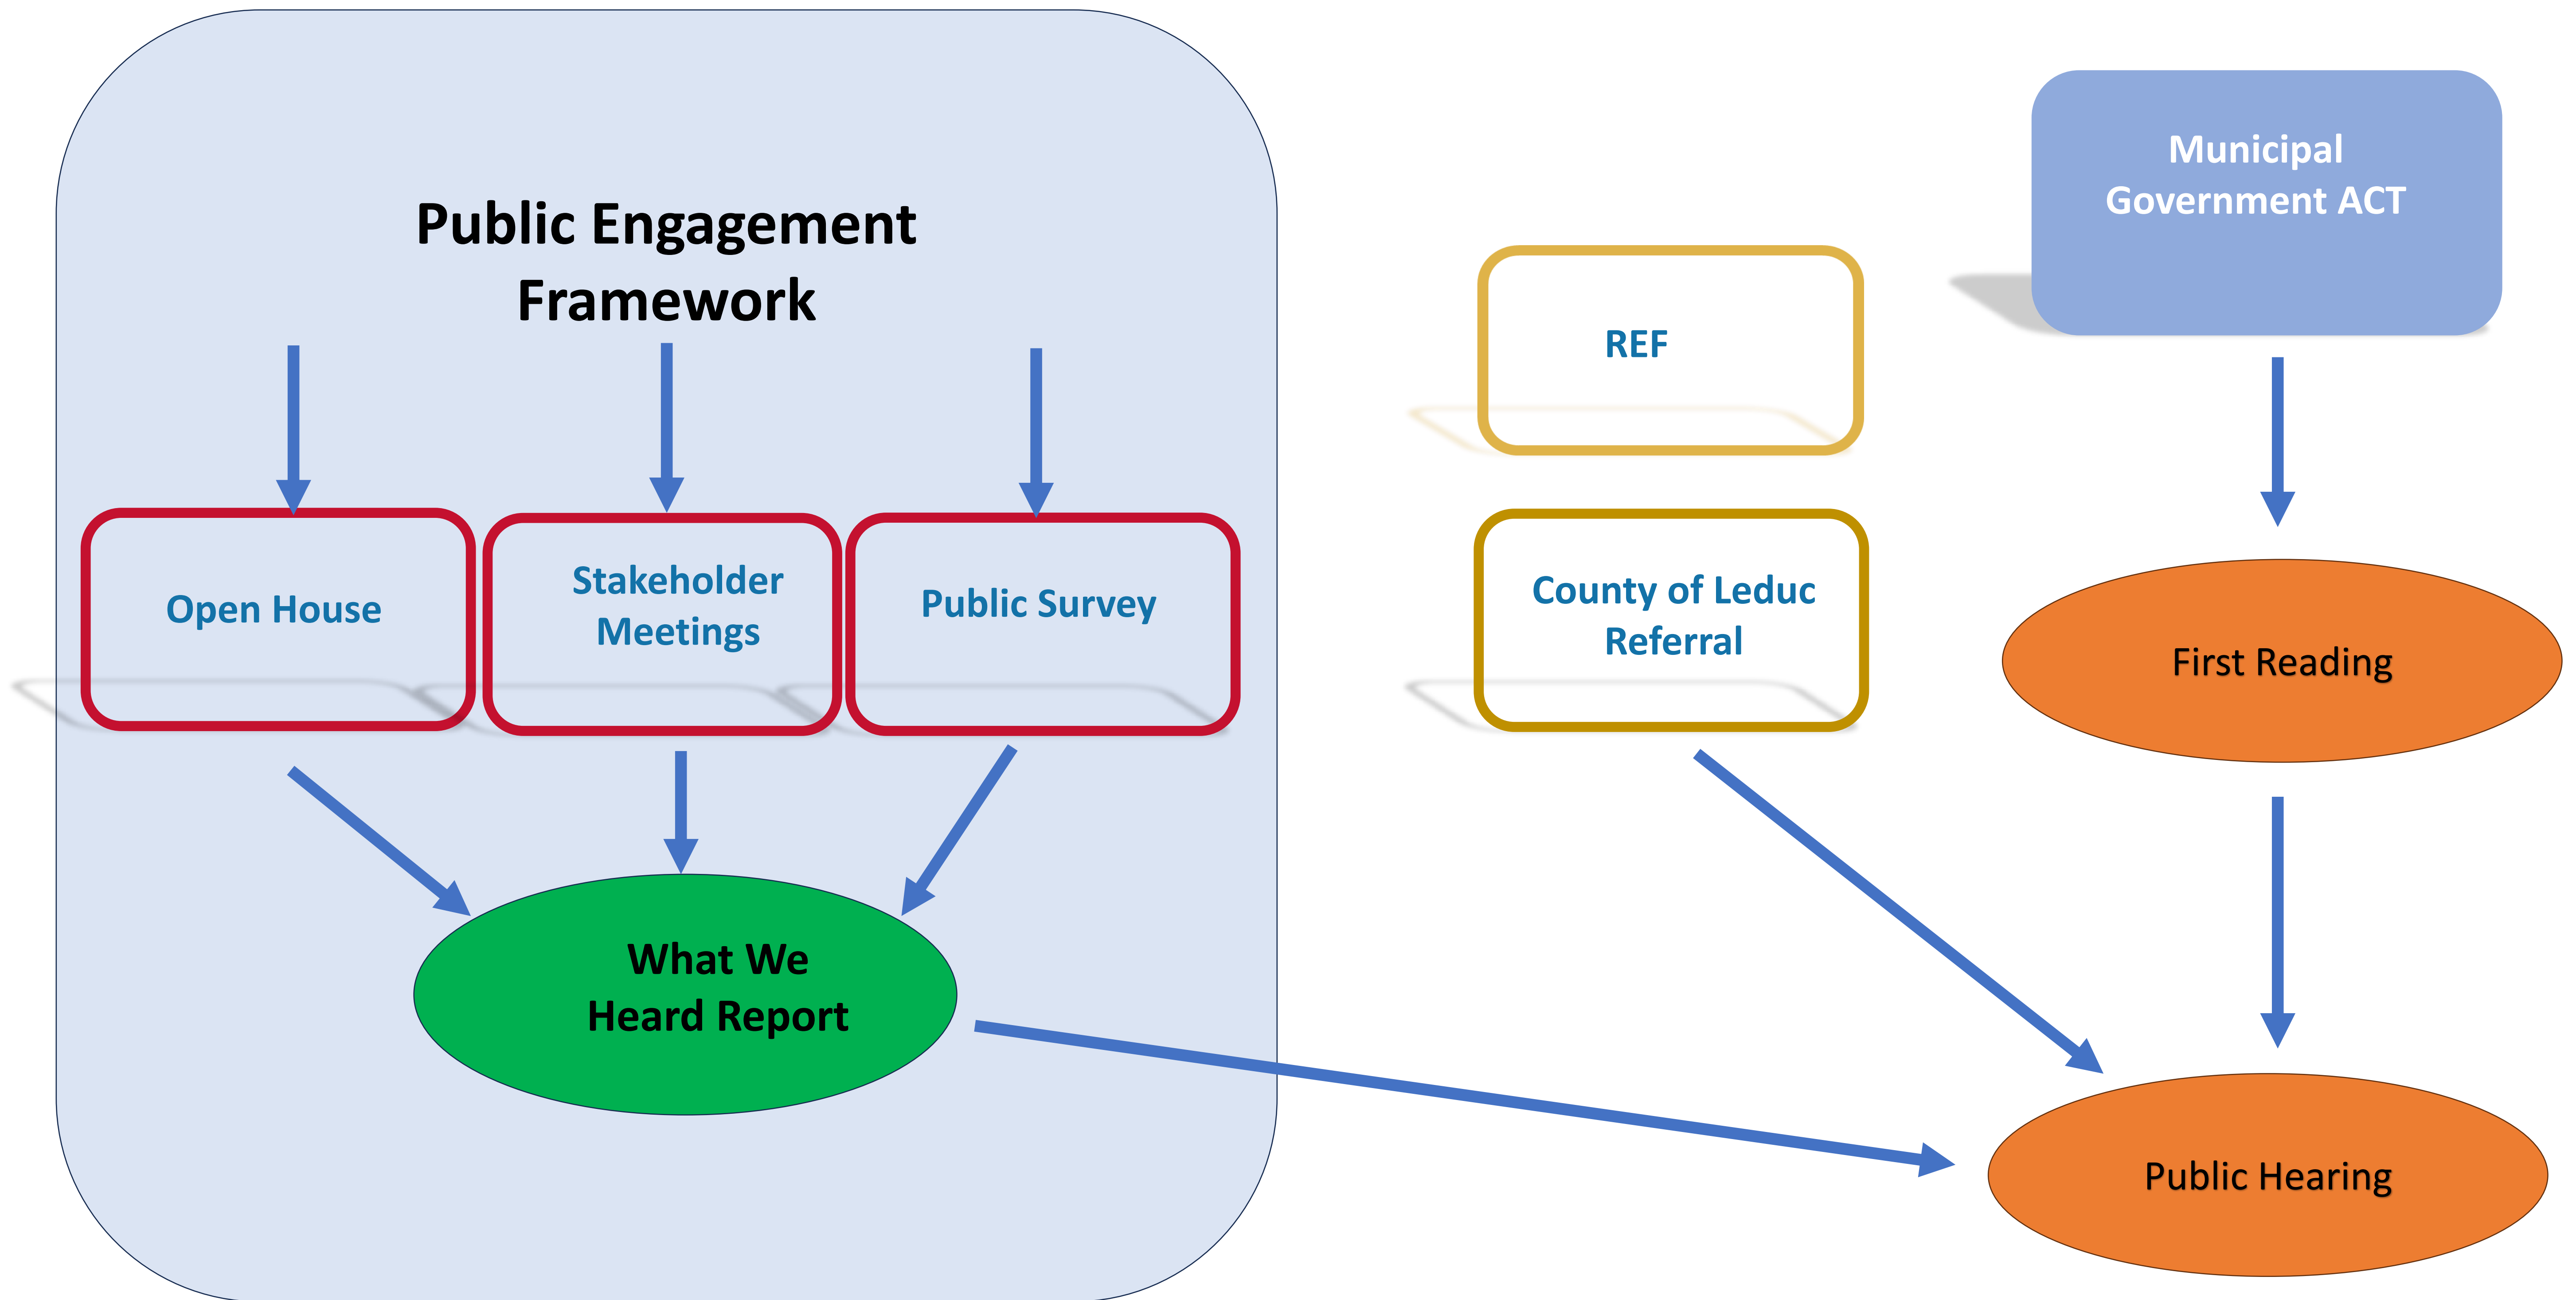 Public Engagement
Framework
Open House
Stakeholder
Meetings
Public Survey
What We
Heard Report
REF
County of Leduc
Referral
Municipal
Government ACT
First Reading
Public Hearing